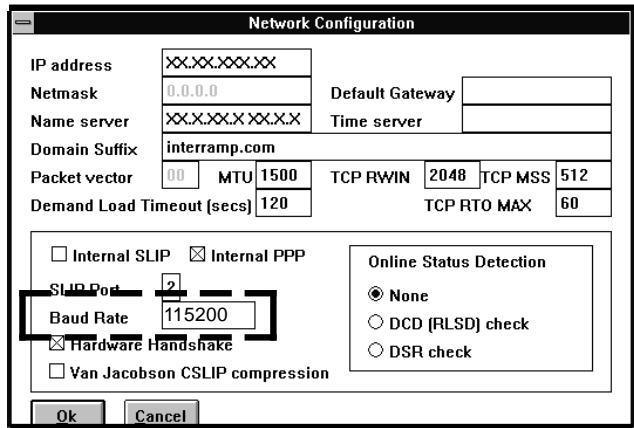 Network Configuration
IP address XX.XX.XXX.XX
Netmask 0.0.0.0 Default Gateway
Name server XX.X.XX.X XX.X.X Time server
Domain Suffix interramp.com
Packet vector 00 MTU 1500 TCP RWIN 2048 TCP MSS 512
Demand Load Timeout (secs) 120 TCP RTO MAX 60
Internal SLIP Internal PPP Online Status Detection
SLIP Port 2 None
Baud Rate 115200 DCD (RLSD) check
Hardware Handshake DSR check
Van Jacobson CSLIP compression
Ok Cancel